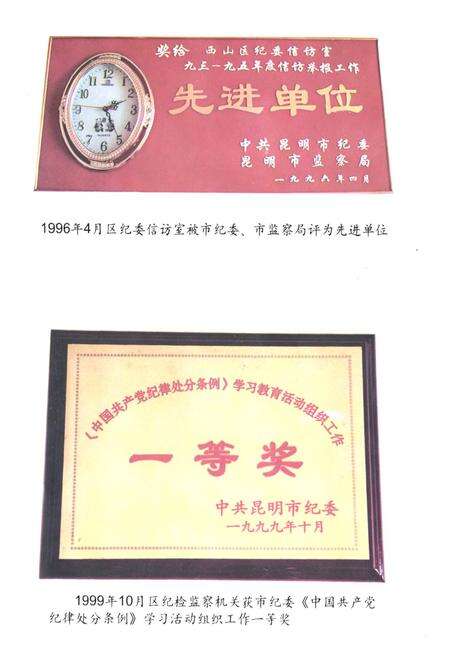 奖给 西山区纪委信访室
九三一九五年度信访举报工作
先进单位
中共昆明市纪委
昆明市监察局
一九九六年四月
1996年4月区纪委信访室被市纪委、市监察局评为先进单位
《中国共产党纪律处分条例》学习教育活动组织工作
一等奖
中共昆明市纪委
一九九九年十月
1999年10月区纪检监察机关获市纪委《中国共产党
纪律处分条例》学习活动组织工作一等奖